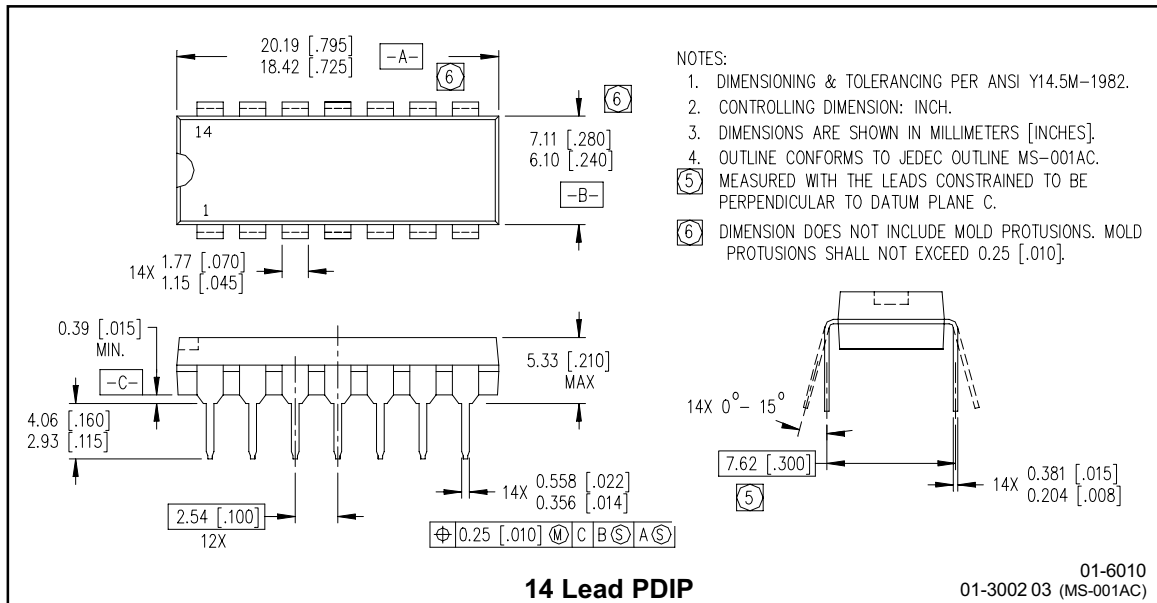 20.19 [.795]
18.42 [.725]
-A-
6
6
14
1
7.11 [.280]
6.10 [.240]
-B-
14X 1.77 [.070]
1.15 [.045]
NOTES:
1. DIMENSIONING & TOLERANCING PER ANSI Y14.5M-1982.
2. CONTROLLING DIMENSION: INCH.
3. DIMENSIONS ARE SHOWN IN MILLIMETERS [INCHES].
4. OUTLINE CONFORMS TO JEDEC OUTLINE MS-001AC.
5 MEASURED WITH THE LEADS CONSTRAINED TO BE
PERPENDICULAR TO DATUM PLANE C.
6 DIMENSION DOES NOT INCLUDE MOLD PROTUSIONS. MOLD
PROTUSIONS SHALL NOT EXCEED 0.25 [.010].
0.39 [.015]
MIN.
-C-
4.06 [.160]
2.93 [.115]
5.33 [.210]
MAX
2.54 [.100]
12X
14X 0.558 [.022]
0.356 [.014]
⌖ 0.25 [.010] Ⓜ C B Ⓢ A Ⓢ
14X 0°- 15°
7.62 [.300]
5
14X 0.381 [.015]
0.204 [.008]
14 Lead PDIP
01-6010
01-3002 03 (MS-001AC)